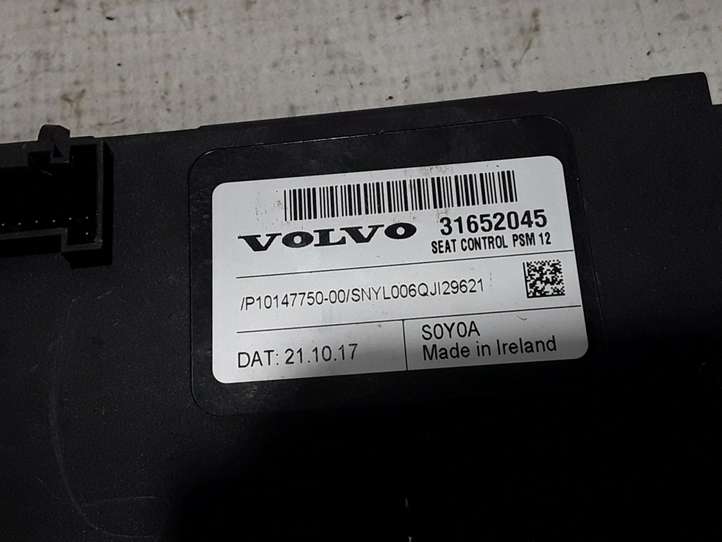 VOLVO 31652045
SEAT CONTROL PSM 12
/P10147750-00/SNYL006QJI29621
DAT: 21.10.17
S0Y0A
Made in Ireland